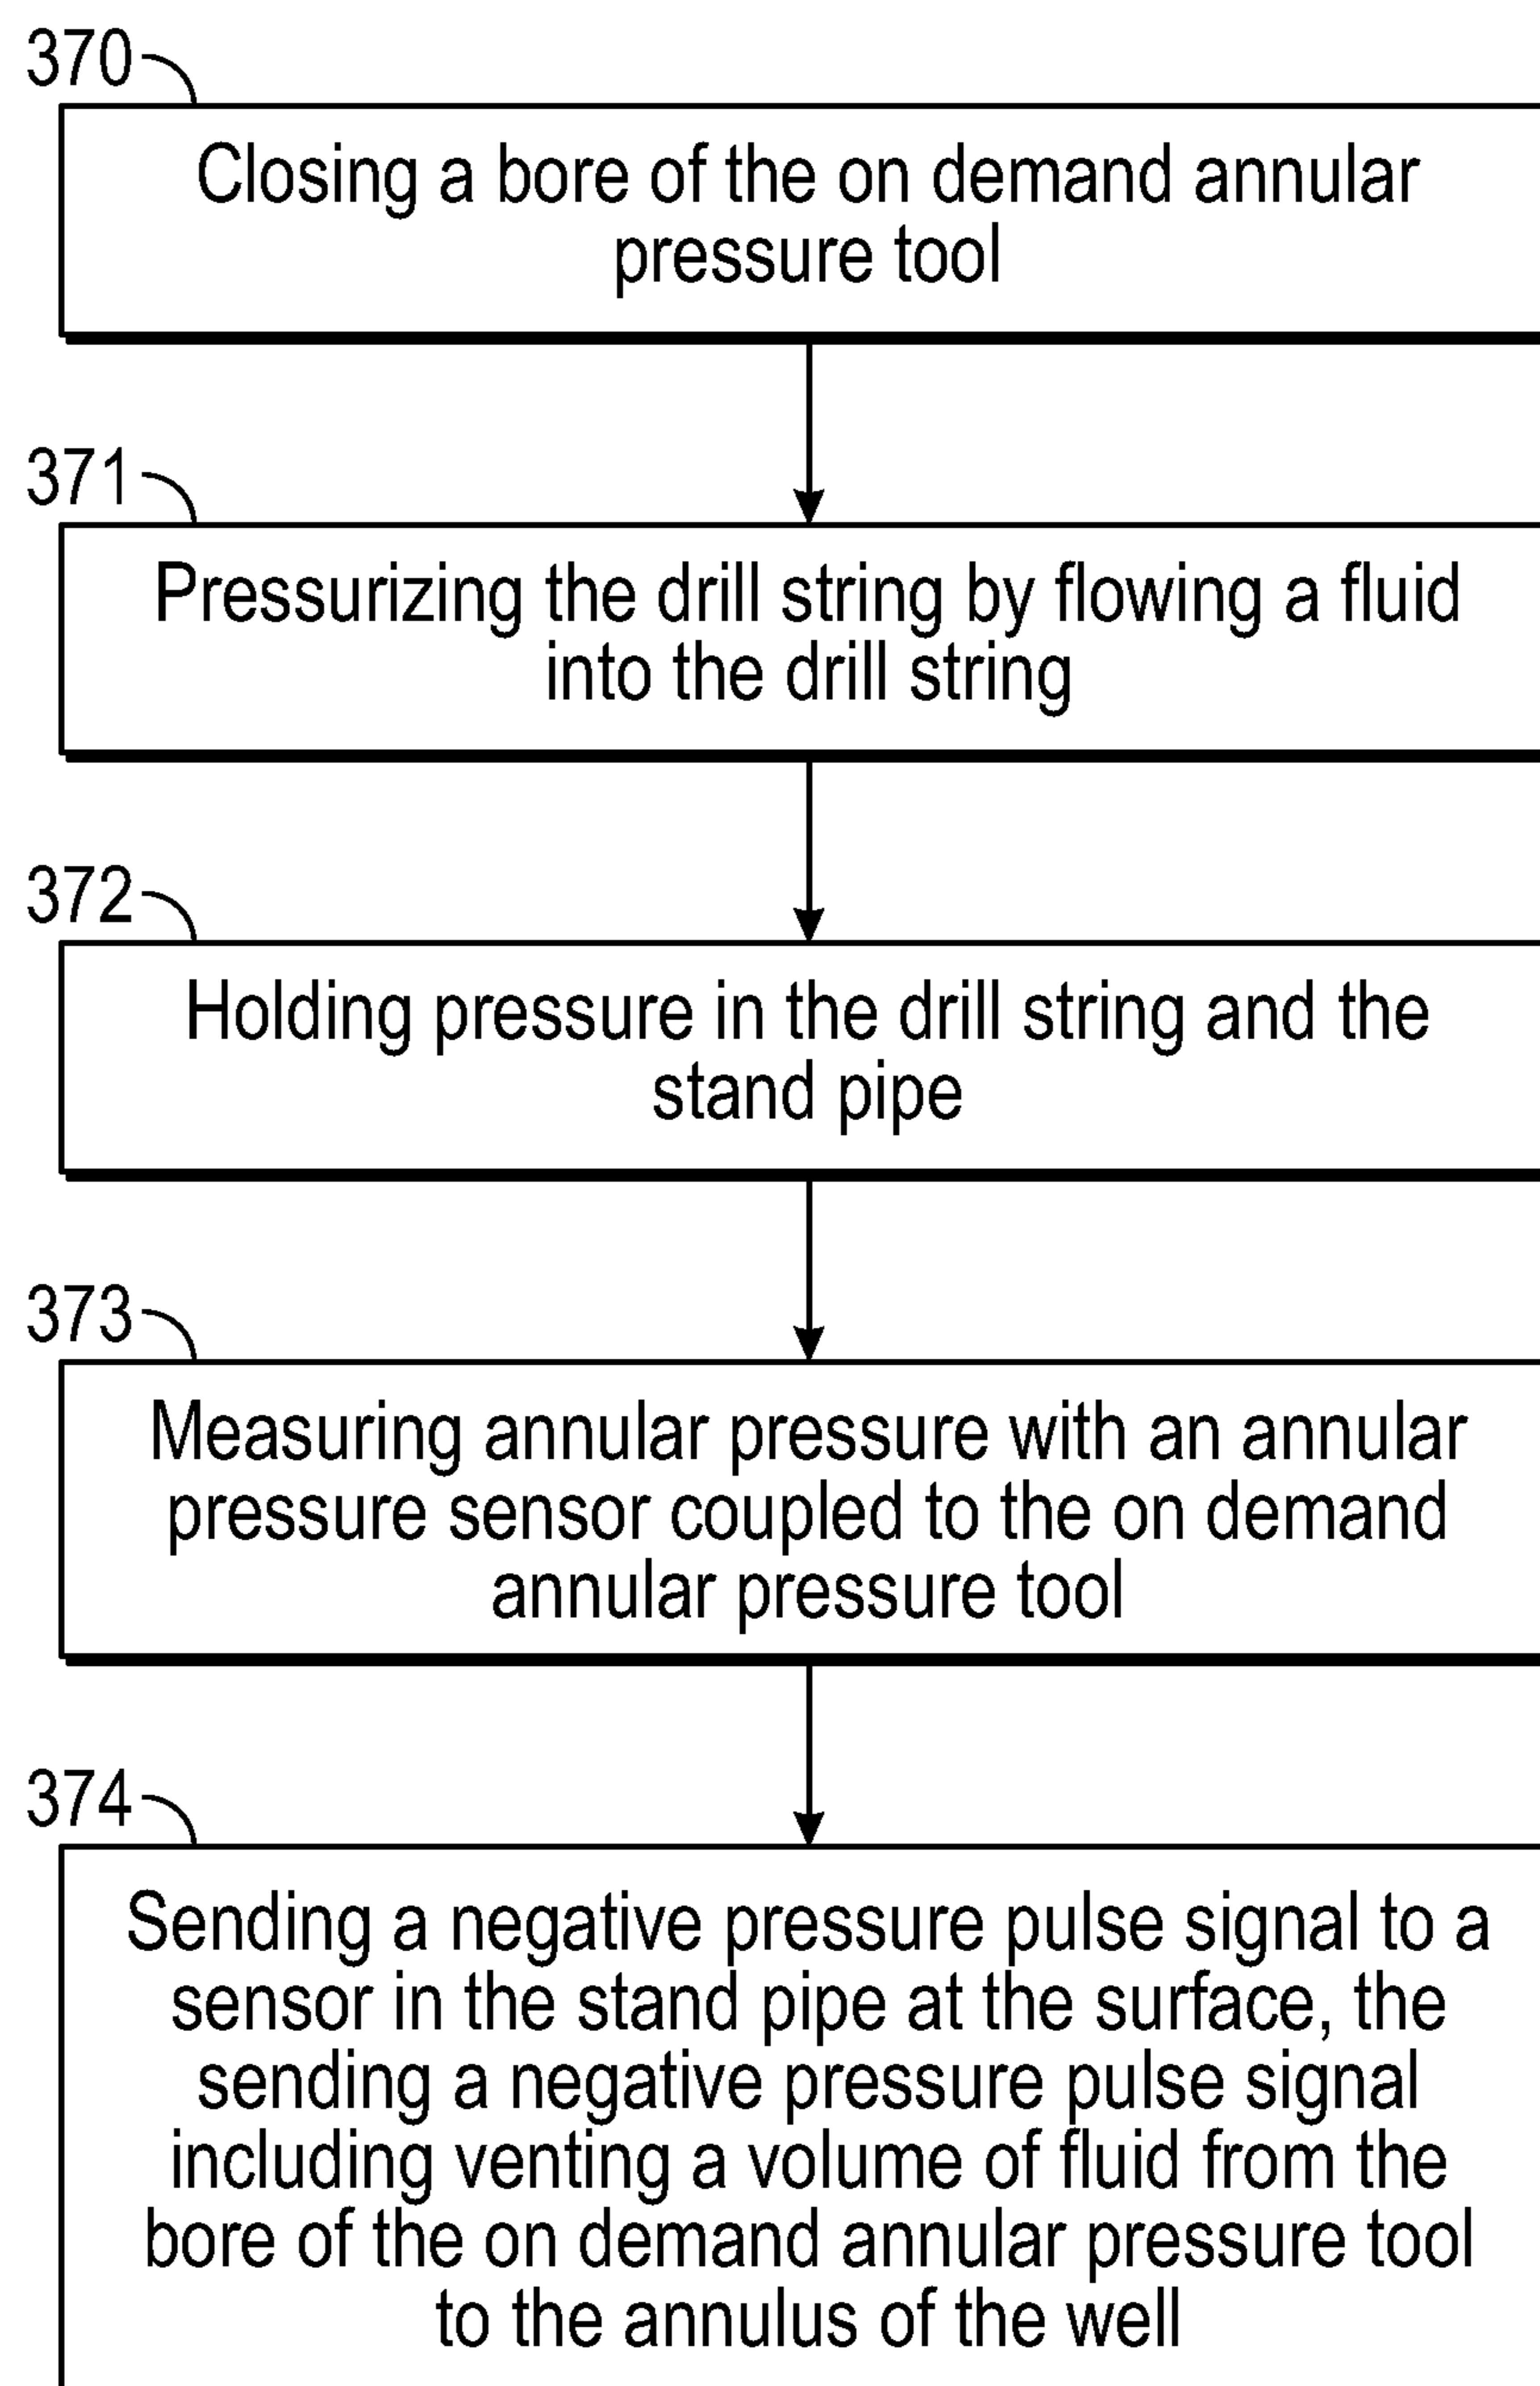 370
Closing a bore of the on demand annular
pressure tool
371
Pressurizing the drill string by flowing a fluid
into the drill string
372
Holding pressure in the drill string and the
stand pipe
373
Measuring annular pressure with an annular
pressure sensor coupled to the on demand
annular pressure tool
374
Sending a negative pressure pulse signal to a
sensor in the stand pipe at the surface, the
sending a negative pressure pulse signal
including venting a volume of fluid from the
bore of the on demand annular pressure tool
to the annulus of the well